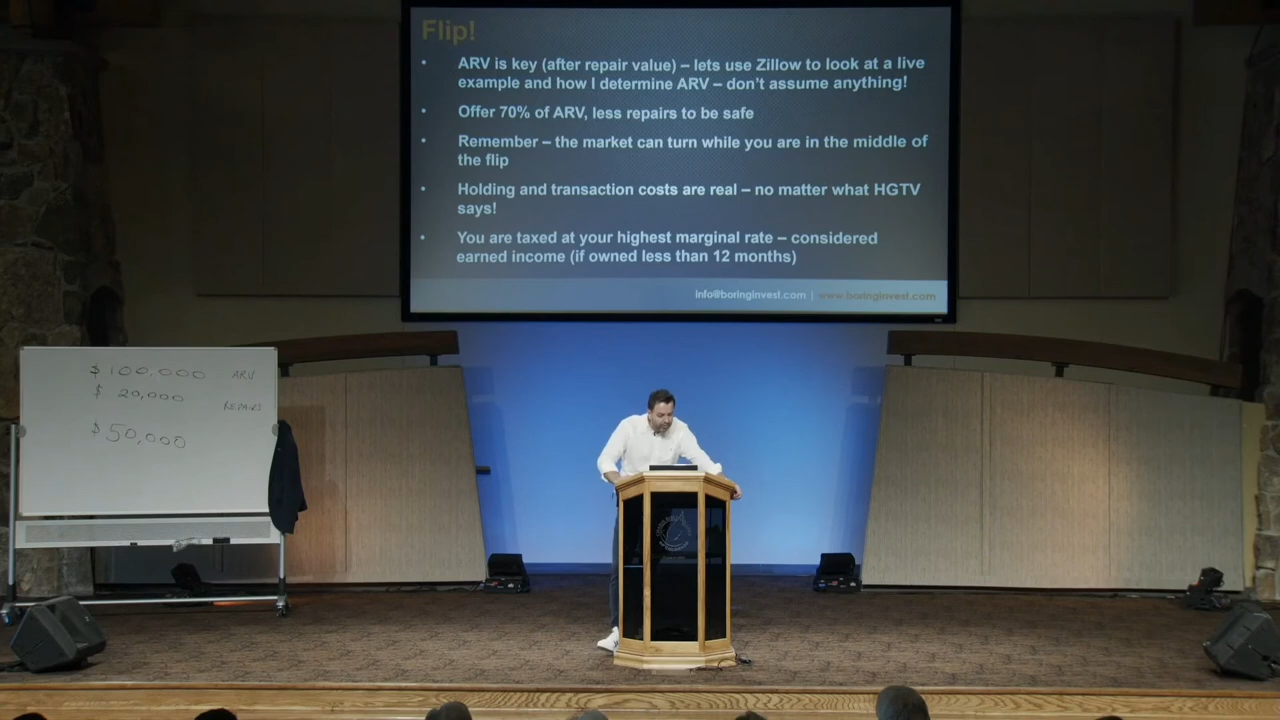 Flip!
• ARV is key (after repair value) – lets use Zillow to look at a live
example and how I determine ARV – don't assume anything!
• Offer 70% of ARV, less repairs to be safe
• Remember – the market can turn while you are in the middle of
the flip
• Holding and transaction costs are real – no matter what HGTV
says!
• You are taxed at your highest marginal rate – considered
earned income (if owned less than 12 months)
info@boringinvest.com | www.boringinvest.com
$100,000 ARV
$ 20,000
REPAIRS
$50,000